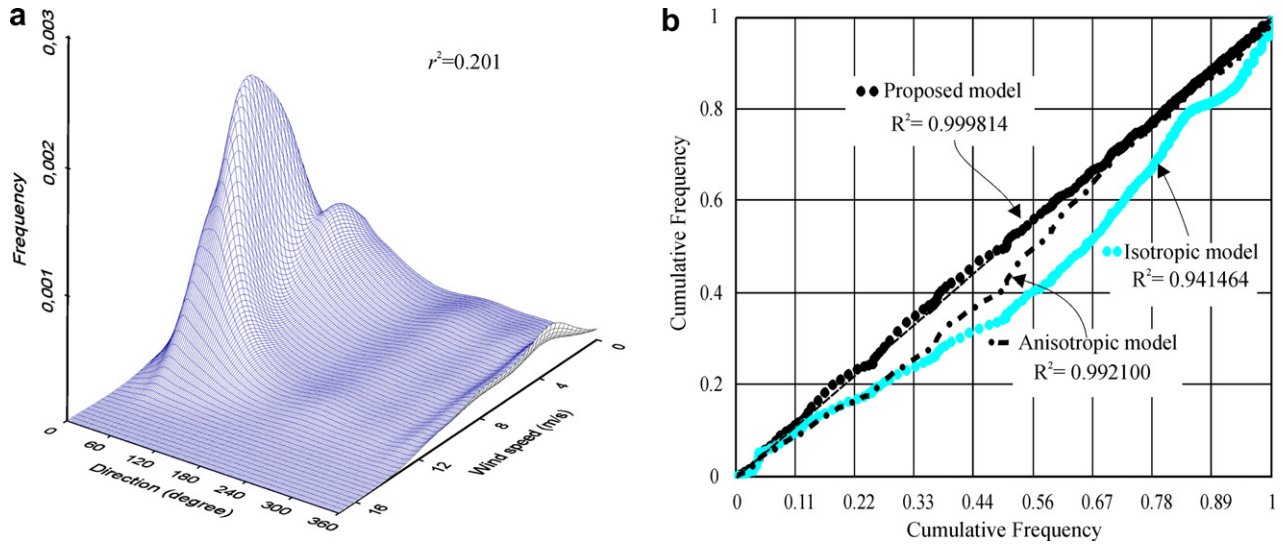 a
0,003
0,002
0,001
Frequency
r²=0.201
0
60
120
180
240
300
360
Direction (degree)
0
4
8
12
16
Wind speed (m/s)
b
1
0.8
0.6
0.4
0.2
0
Cumulative Frequency
Proposed model
R²= 0.999814
Isotropic model
R²= 0.941464
Anisotropic model
R²= 0.992100
0 0.11 0.22 0.33 0.44 0.56 0.67 0.78 0.89 1
Cumulative Frequency